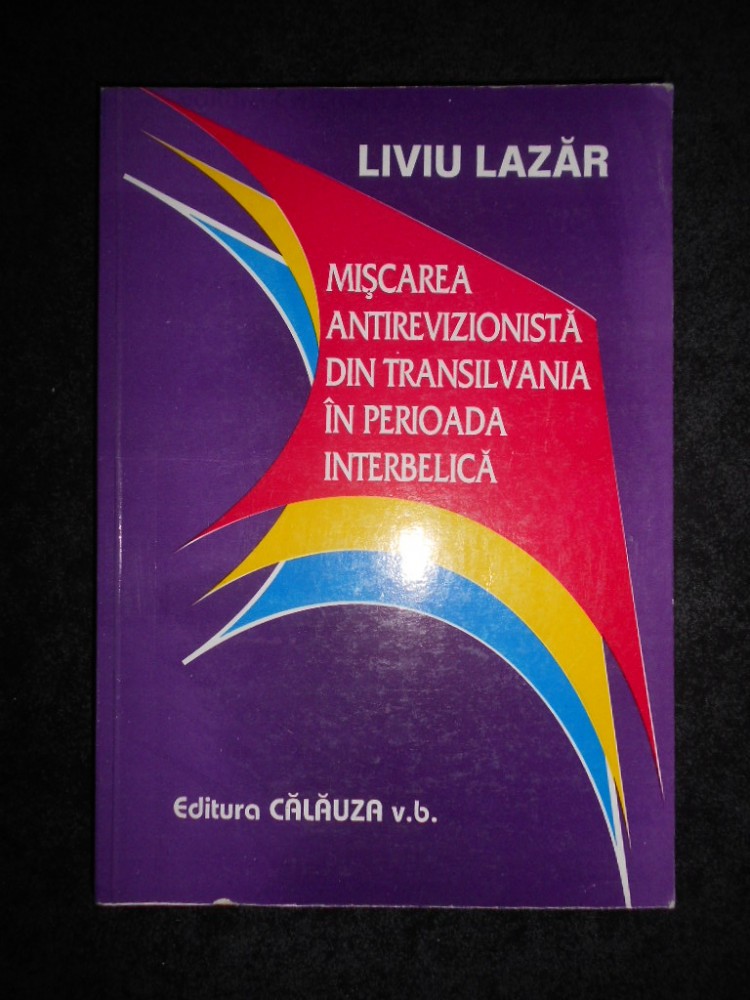 LIVIU LAZĂR
MIŞCAREA
ANTIREVIZIONISTĂ
DIN TRANSILVANIA
ÎN PERIOADA
INTERBELICĂ
Editura CĂLĂUZA v.b.